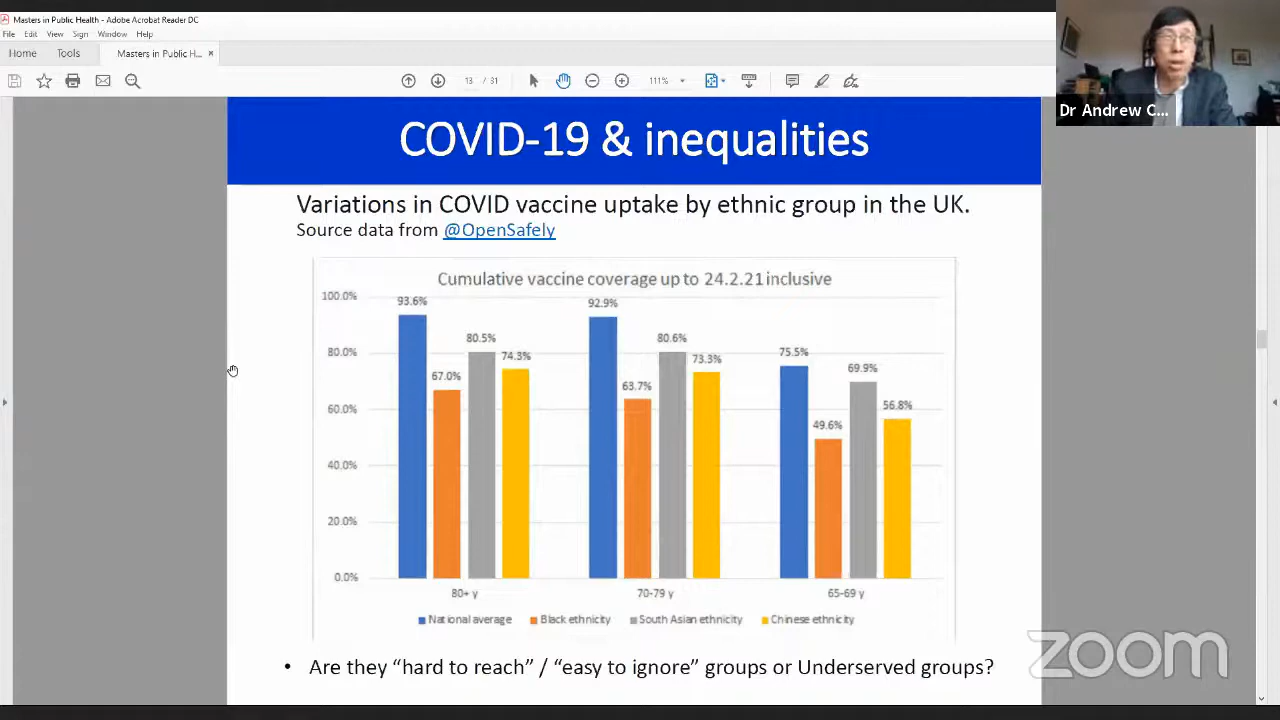 Masters in Public Health - Adobe Acrobat Reader DC
File Edit View Sign Window Help
Home Tools Masters in Public H... ×
13 / 31 111%
Dr Andrew C...
COVID-19 & inequalities
Variations in COVID vaccine uptake by ethnic group in the UK.
Source data from @OpenSafely
Cumulative vaccine coverage up to 24.2.21 inclusive
100.0%
80.0%
60.0%
40.0%
20.0%
0.0%
93.6% 67.0% 80.5% 74.3%
92.9% 63.7% 80.6% 73.3%
75.5% 49.6% 69.9% 56.8%
80+ y 70-79 y 65-69 y
National average Black ethnicity South Asian ethnicity Chinese ethnicity
• Are they “hard to reach” / “easy to ignore” groups or Underserved groups?
zoom